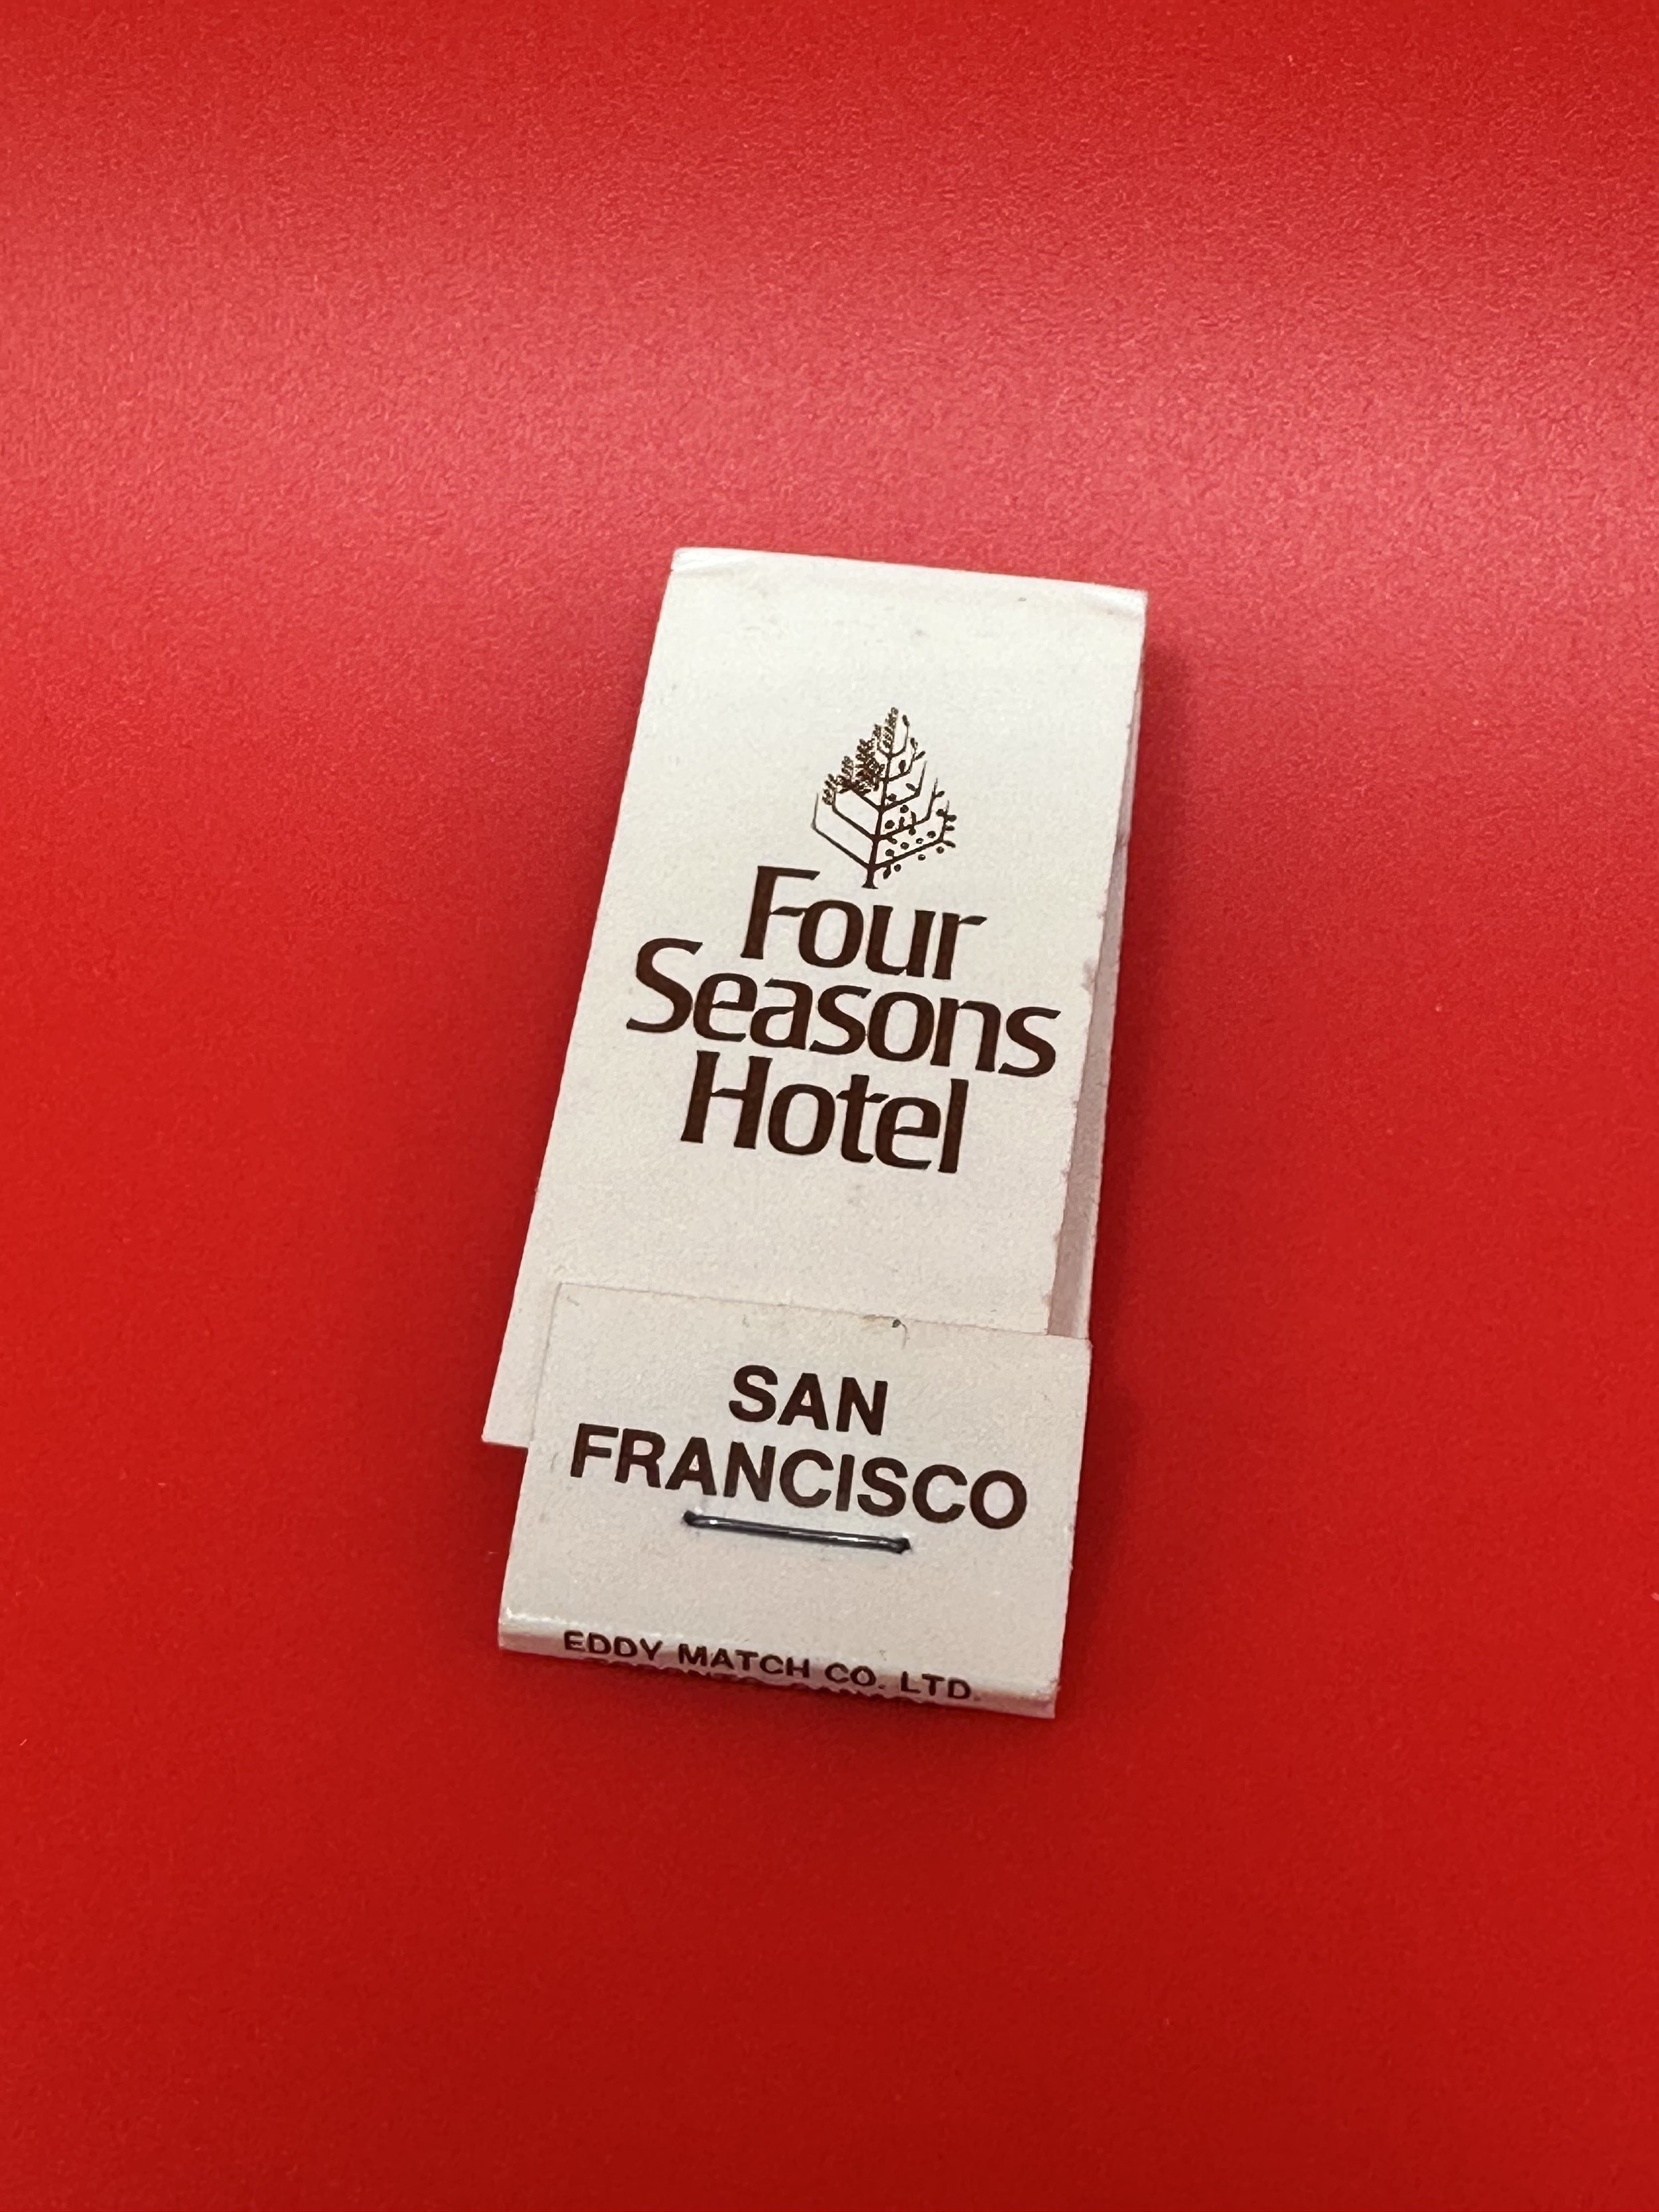 Four
Seasons
Hotel
SAN
FRANCISCO
EDDY MATCH CO. LTD.